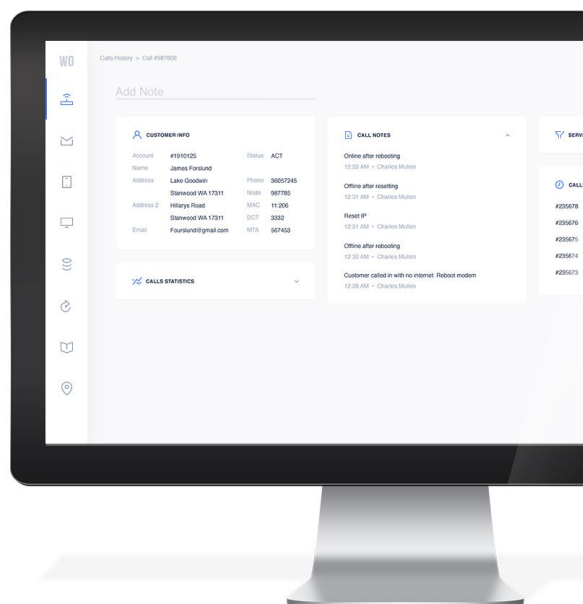 WO
Calls History > Call #987800
Add Note
CUSTOMER INFO
Account #1910125 Status ACT
Name James Forslund
Address Lake Goodwin Phone 36057245
Stanwood WA 17311 Node 987785
Address 2 Hillarys Road MAC 11:206
Stanwood WA 17311 DCT 3332
Email Fourslund@gmail.com MTA 567453
CALLS STATISTICS
CALL NOTES
Online after rebooting
12:33 AM • Charles Mullen
Offline after resetting
12:31 AM • Charles Mullen
Reset IP
12:31 AM • Charles Mullen
Offline after rebooting
12:30 AM • Charles Mullen
Customer called in with no internet. Reboot modom
12:28 AM • Charles Mullen
SERVI
CALLS
#235678
#235676
#235675
#235674
#235673